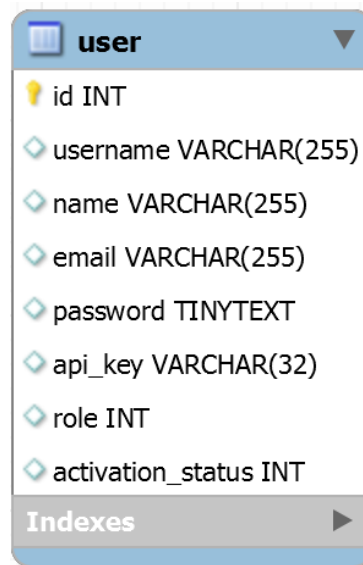 user
id INT
username VARCHAR(255)
name VARCHAR(255)
email VARCHAR(255)
password TINYTEXT
api_key VARCHAR(32)
role INT
activation_status INT
Indexes